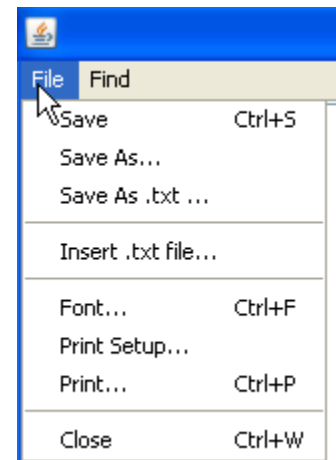 File Find
Save Ctrl+S
Save As...
Save As .txt ...
Insert .txt file...
Font... Ctrl+F
Print Setup...
Print... Ctrl+P
Close Ctrl+W